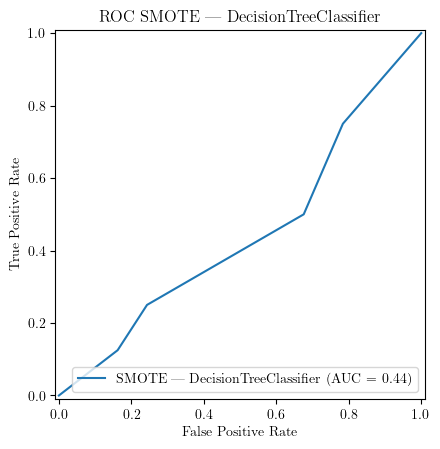 ROC SMOTE — DecisionTreeClassifier
1.0
0.8
0.6
0.4
0.2
0.0
True Positive Rate
SMOTE — DecisionTreeClassifier (AUC = 0.44)
0.0 0.2 0.4 0.6 0.8 1.0
False Positive Rate